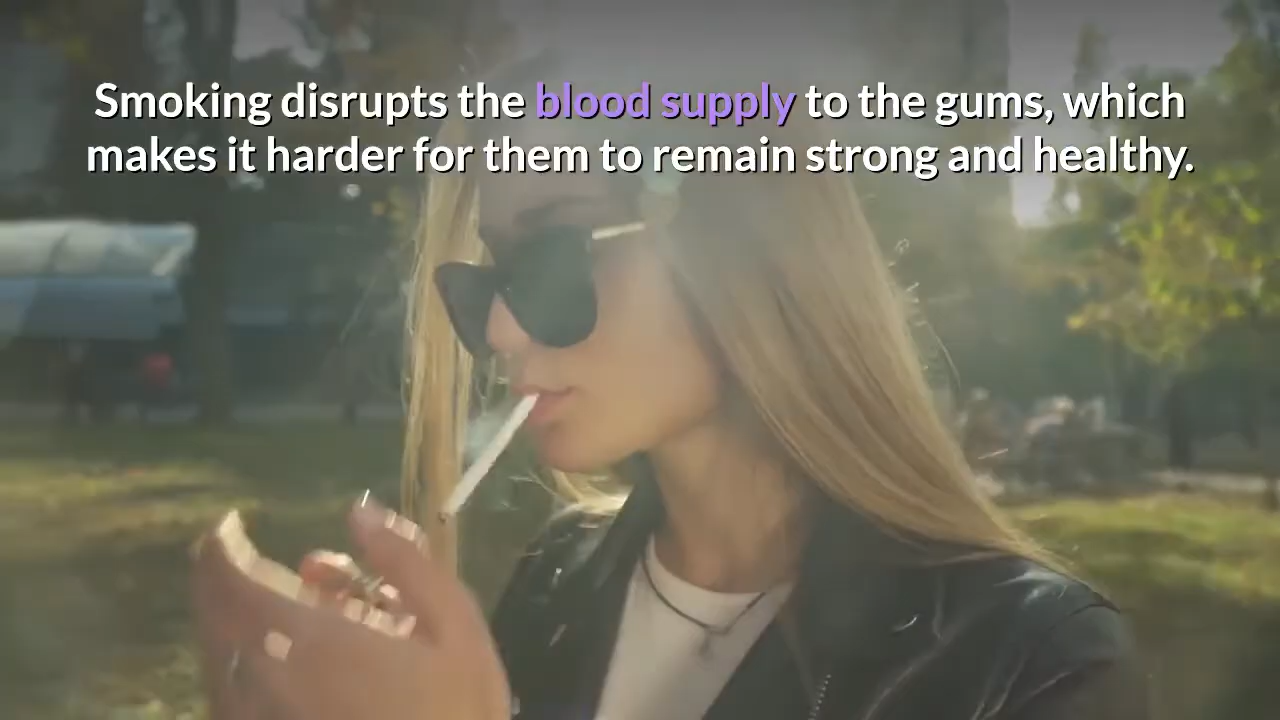 Smoking disrupts the blood supply to the gums, which
makes it harder for them to remain strong and healthy.